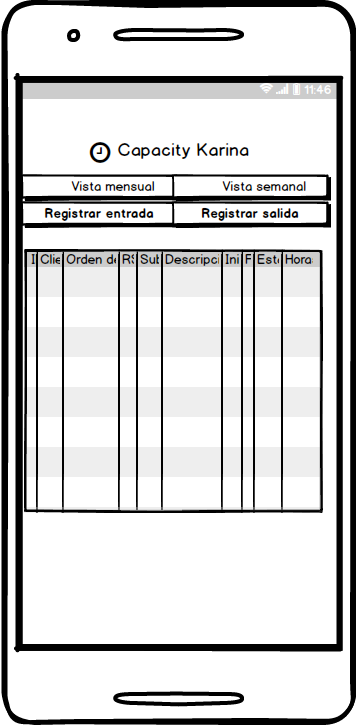 11:46
Capacity Karina
Vista mensual Vista semanal
Registrar entrada Registrar salida
I Clie Orden de RS Sub Descripci Ini F Esta Hora